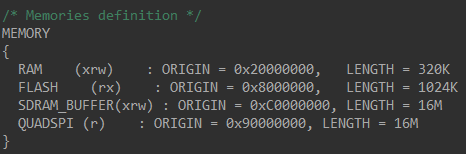 /* Memories definition */
MEMORY
{
RAM (xrw) : ORIGIN = 0x20000000, LENGTH = 320K
FLASH (rx) : ORIGIN = 0x8000000, LENGTH = 1024K
SDRAM_BUFFER(xrw) : ORIGIN = 0xC0000000, LENGTH = 16M
QUADSPI (r) : ORIGIN = 0x90000000, LENGTH = 16M
}